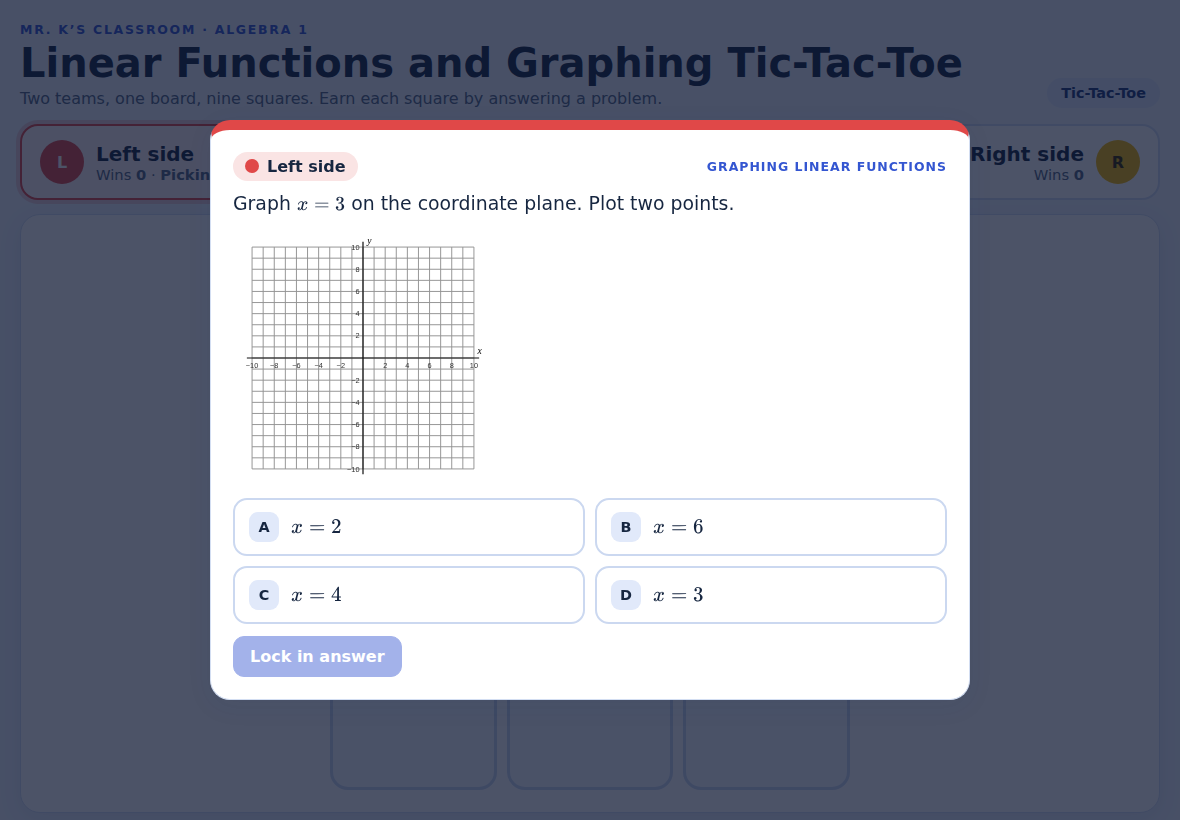 MR. K'S CLASSROOM · ALGEBRA 1
Linear Functions and Graphing Tic-Tac-Toe
Two teams, one board, nine squares. Earn each square by answering a problem.
Tic-Tac-Toe
L
Left side
Wins 0 · Pickin
Right side
Wins 0
R
Left side
GRAPHING LINEAR FUNCTIONS
Graph x = 3 on the coordinate plane. Plot two points.
y
10
8
6
4
2
x
−10 −8 −6 −4 −2 2 4 6 8 10
−2
−4
−6
−8
−10
A x = 2
B x = 6
C x = 4
D x = 3
Lock in answer